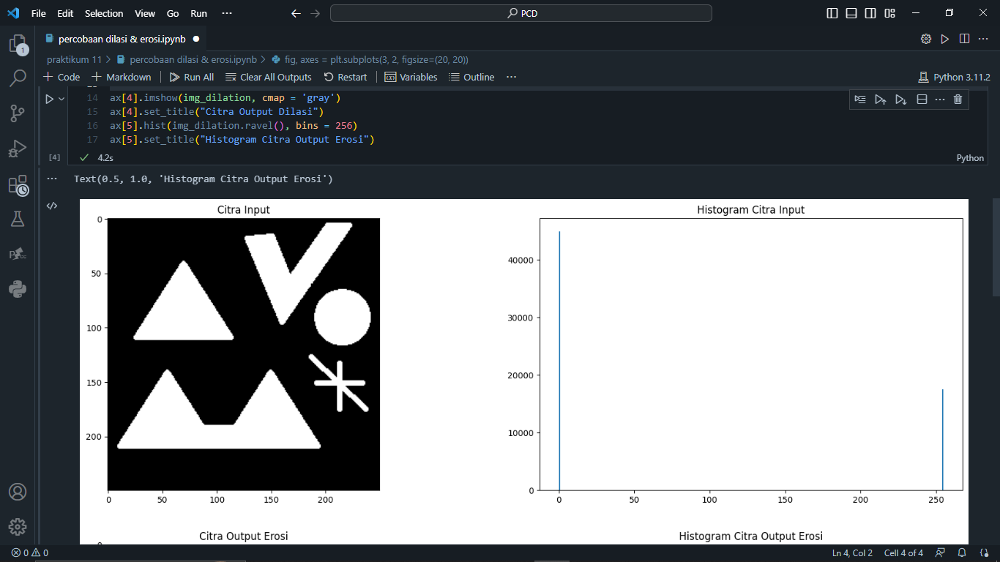 File Edit Selection View Go Run ···
PCD
percobaan dilasi & erosi.ipynb
1
praktikum 11 > percobaan dilasi & erosi.ipynb > fig, axes = plt.subplots(3, 2, figsize=(20, 20))
+ Code + Markdown Run All Clear All Outputs Restart Variables Outline ···
Python 3.11.2
14 ax[4].imshow(img_dilation, cmap = 'gray')
15 ax[4].set_title("Citra Output Dilasi")
16 ax[5].hist(img_dilation.ravel(), bins = 256)
17 ax[5].set_title("Histogram Citra Output Erosi")
[4] 4.2s
Python
Text(0.5, 1.0, 'Histogram Citra Output Erosi')
Citra Input
0
50
100
150
200
0 50 100 150 200
Histogram Citra Input
40000
30000
20000
10000
0
0 50 100 150 200 250
Citra Output Erosi
Histogram Citra Output Erosi
0 0
Ln 4, Col 2 Cell 4 of 4